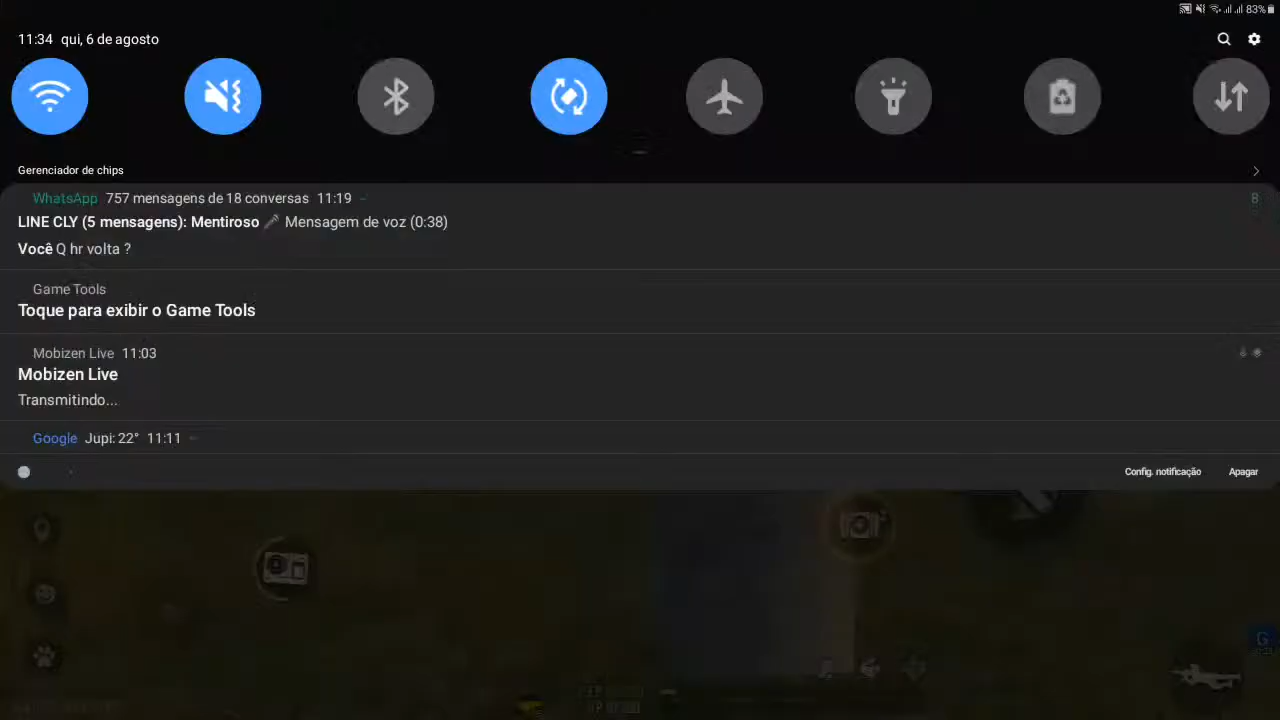 83%
11:34 qui, 6 de agosto
Gerenciador de chips
WhatsApp 757 mensagens de 18 conversas 11:19
8
LINE CLY (5 mensagens): Mentiroso 🎤 Mensagem de voz (0:38)
Você Q hr volta ?
Game Tools
Toque para exibir o Game Tools
Mobizen Live 11:03
Mobizen Live
Transmitindo...
Google Jupi: 22° 11:11
Config. notificação Apagar
G